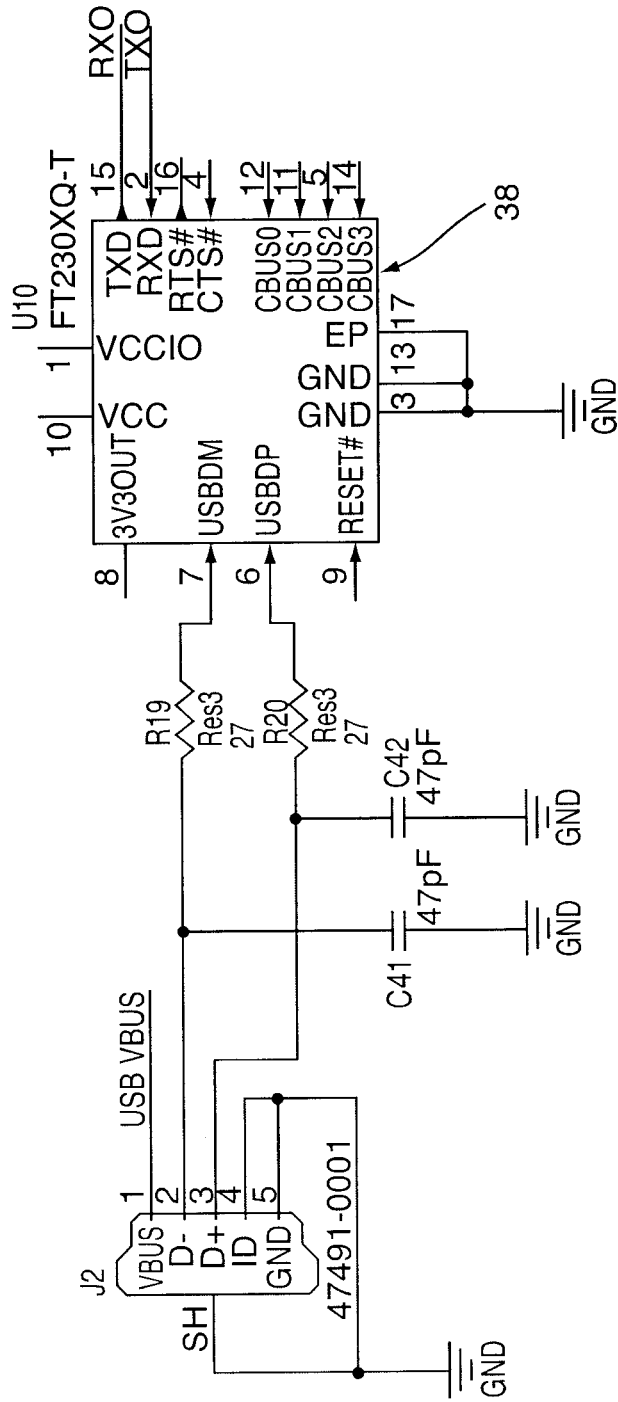 J2
VBUS
D-
D+
ID
GND
SH
1
2
3
4
5
USB VBUS
47491-0001
GND
C41
47pF
GND
C42
47pF
GND
R19
Res3
27
R20
Res3
27
8
7
6
9
3V3OUT
USBDM
USBDP
RESET#
10
VCC
1
VCCIO
U10
FT230XQ-T
TXD
RXD
RTS#
CTS#
CBUS0
CBUS1
CBUS2
CBUS3
GND
GND
EP
3
13
17
GND
15
2
16
4
12
11
5
14
RXO
TXO
38